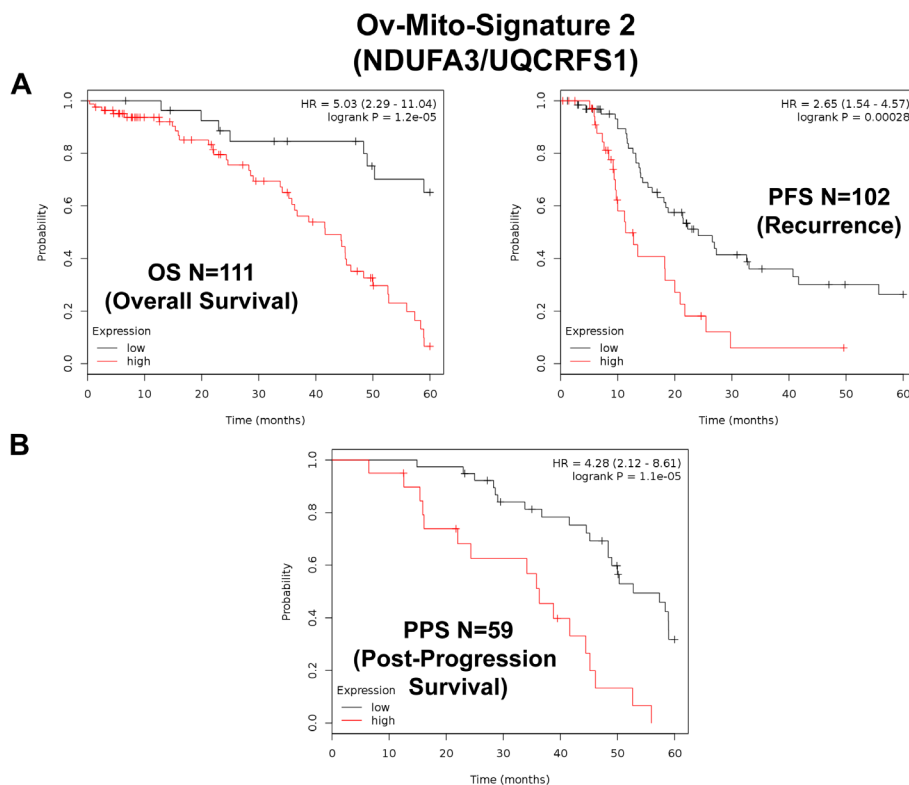 Ov-Mito-Signature 2
(NDUFA3/UQCRFS1)
A
HR = 5.03 (2.29 - 11.04)
logrank P = 1.2e-05
OS N=111
(Overall Survival)
Expression
low
high
Probability
0.0
0.2
0.4
0.6
0.8
1.0
0
10
20
30
40
50
60
Time (months)
HR = 2.65 (1.54 - 4.57)
logrank P = 0.00028
PFS N=102
(Recurrence)
Expression
low
high
Probability
0.0
0.2
0.4
0.6
0.8
1.0
0
10
20
30
40
50
60
Time (months)
B
HR = 4.28 (2.12 - 8.61)
logrank P = 1.1e-05
PPS N=59
(Post-Progression
Survival)
Expression
low
high
Probability
0.0
0.2
0.4
0.6
0.8
1.0
0
10
20
30
40
50
60
Time (months)